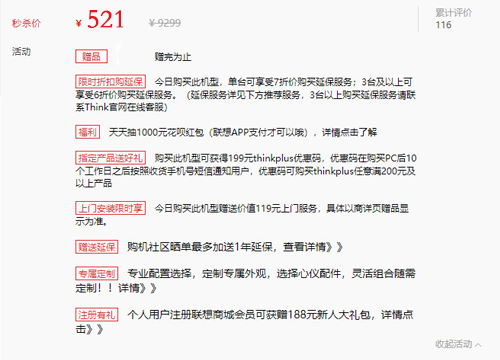 秒杀价 ¥ 521 ¥9299 累计评价
116
活动 赠品 赠完为止
限时折扣购延保 今日购买此机型，单台可享受7折价购买延保服务；3台及以上可
享受6折价购买延保服务。（延保服务详见下方推荐服务，3台以上购买延保服务请联
系Think官网在线客服）
福利 天天抽1000元花呗红包（联想APP支付才可以哦），详情点击了解
指定产品送好礼 购买此机型可获得199元thinkplus优惠码，优惠码在购买PC后10
个工作日之后按照收货手机号短信通知用户，优惠码可购买thinkplus任意满200元及
以上产品
上门安装限时享 今日购买此机型赠送价值119元上门服务，具体以商详页赠品显
示为准。
赠送延保 购机社区晒单最多加送1年延保，查看详情》》
专属定制 专业配置选择，定制专属外观，选择心仪配件，灵活组合随需
定制！！详情》》
注册有礼 个人用户注册联想商城会员可获赠188元新人大礼包，详情点
击》》
收起活动